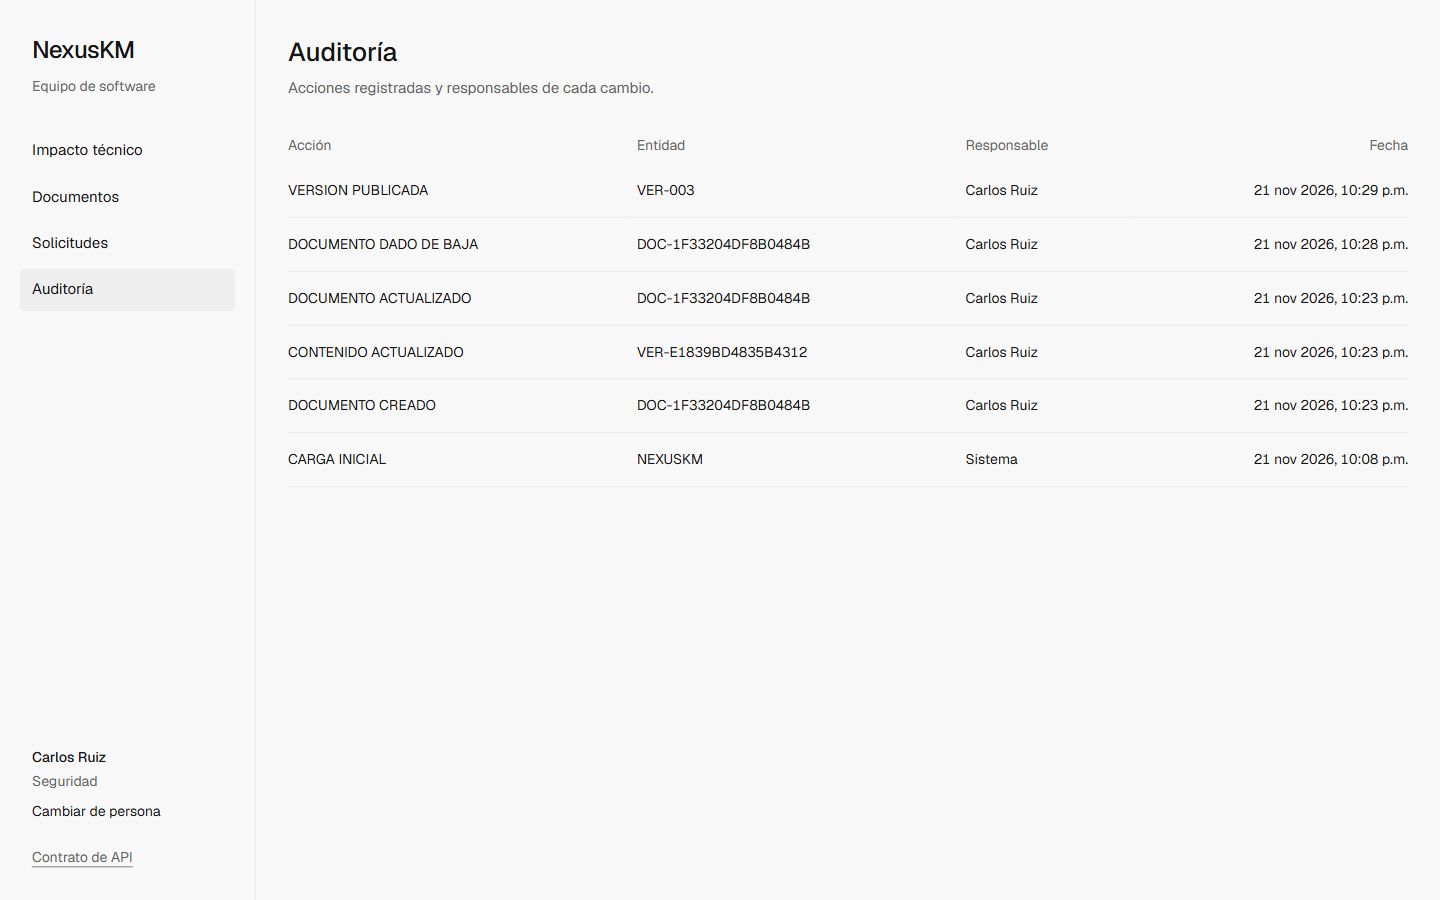 NexusKM
Equipo de software
Impacto técnico
Documentos
Solicitudes
Auditoría
Carlos Ruiz
Seguridad
Cambiar de persona
Contrato de API
Auditoría
Acciones registradas y responsables de cada cambio.
Acción Entidad Responsable Fecha
VERSION PUBLICADA VER-003 Carlos Ruiz 21 nov 2026, 10:29 p.m.
DOCUMENTO DADO DE BAJA DOC-1F33204DF8B0484B Carlos Ruiz 21 nov 2026, 10:28 p.m.
DOCUMENTO ACTUALIZADO DOC-1F33204DF8B0484B Carlos Ruiz 21 nov 2026, 10:23 p.m.
CONTENIDO ACTUALIZADO VER-E1839BD4835B4312 Carlos Ruiz 21 nov 2026, 10:23 p.m.
DOCUMENTO CREADO DOC-1F33204DF8B0484B Carlos Ruiz 21 nov 2026, 10:23 p.m.
CARGA INICIAL NEXUSKM Sistema 21 nov 2026, 10:08 p.m.